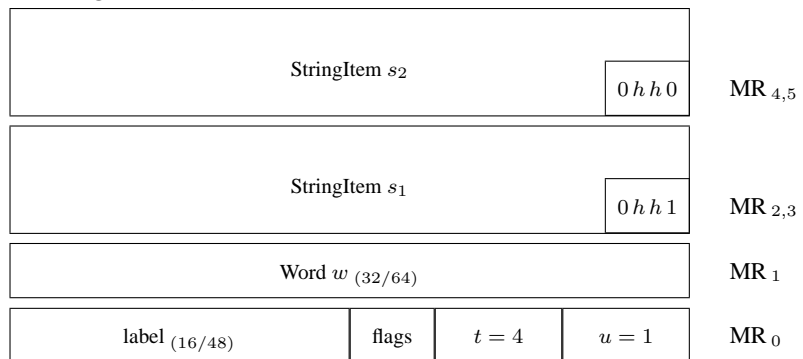 StringItem s₂
0 h h 0 MR ₄,₅
StringItem s₁
0 h h 1 MR ₂,₃
Word w (32/64) MR ₁
label (16/48) flags t = 4 u = 1 MR ₀